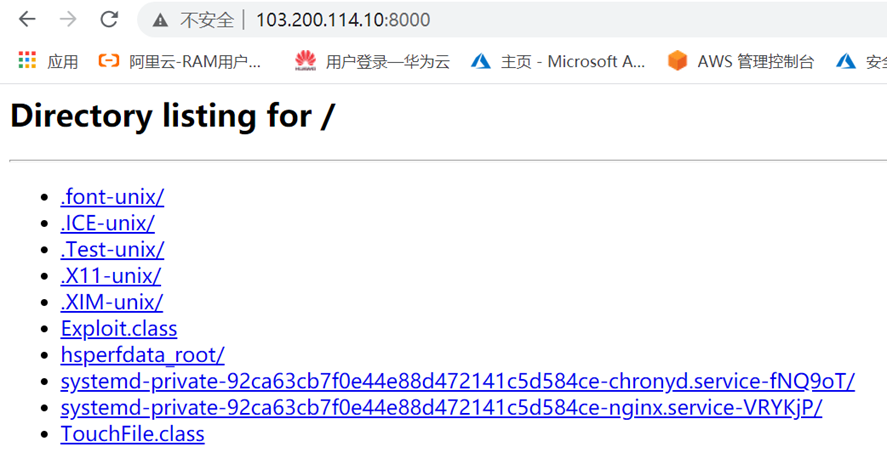 不安全 103.200.114.10:8000
应用 阿里云-RAM用户... 用户登录—华为云 主页 - Microsoft A... AWS 管理控制台 安全
Directory listing for /
.font-unix/
.ICE-unix/
.Test-unix/
.X11-unix/
.XIM-unix/
Exploit.class
hsperfdata_root/
systemd-private-92ca63cb7f0e44e88d472141c5d584ce-chronyd.service-fNQ9oT/
systemd-private-92ca63cb7f0e44e88d472141c5d584ce-nginx.service-VRYKjP/
TouchFile.class